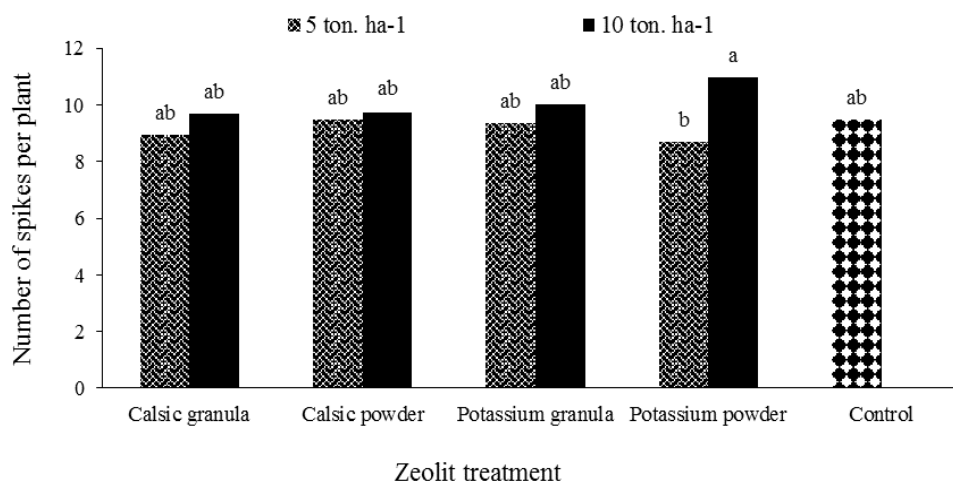 5 ton. ha-1 10 ton. ha-1
Number of spikes per plant
12
10
8
6
4
2
0
ab ab ab ab ab ab b a ab
Calsic granula Calsic powder Potassium granula Potassium powder Control
Zeolit treatment